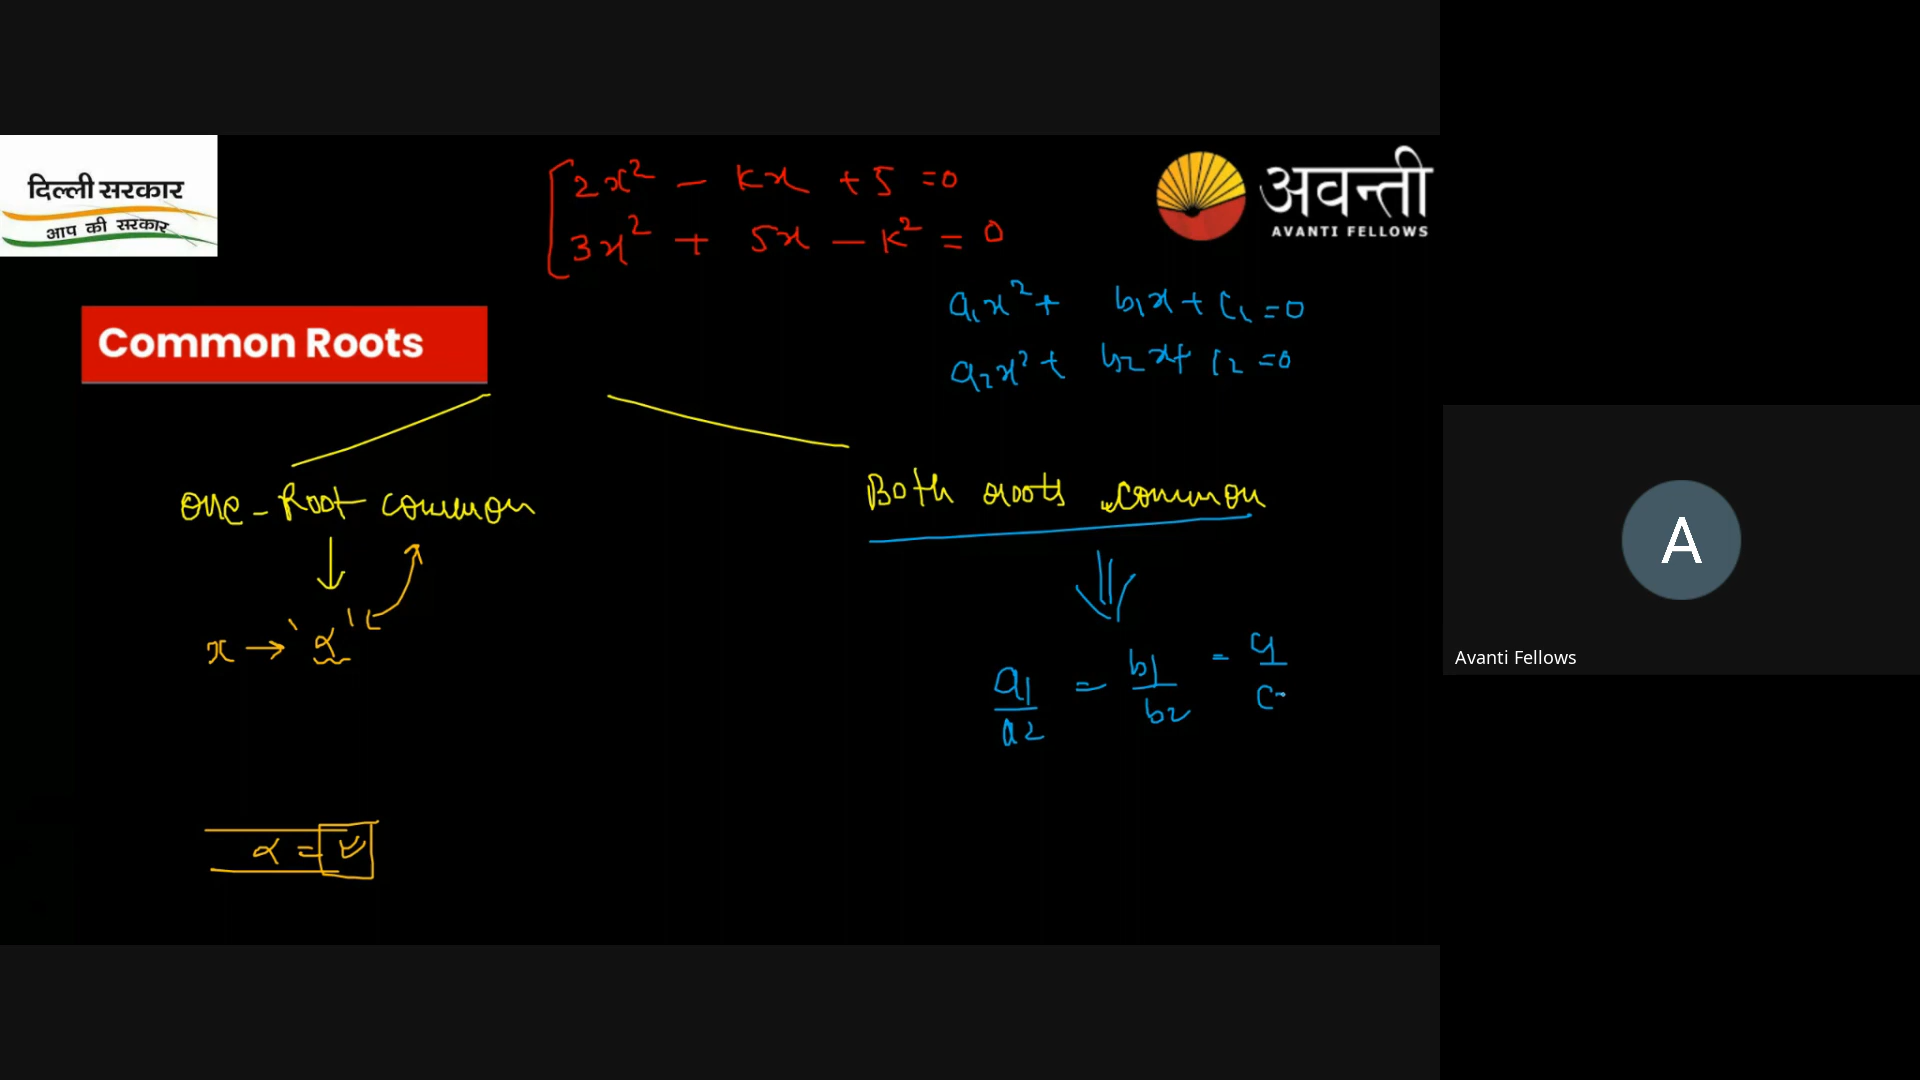 दिल्ली सरकार
आप की सरकार
2x² - kx + 5 = 0
3x² + 5x - k² = 0
अवन्ती
AVANTI FELLOWS
a₁x² + b₁x + c₁ = 0
a₂x² + b₂x + c₂ = 0
Common Roots
One - Root common
Both roots common
x → 'α'
a₁/a₂ = b₁/b₂ = c₁/c
α =
A
Avanti Fellows